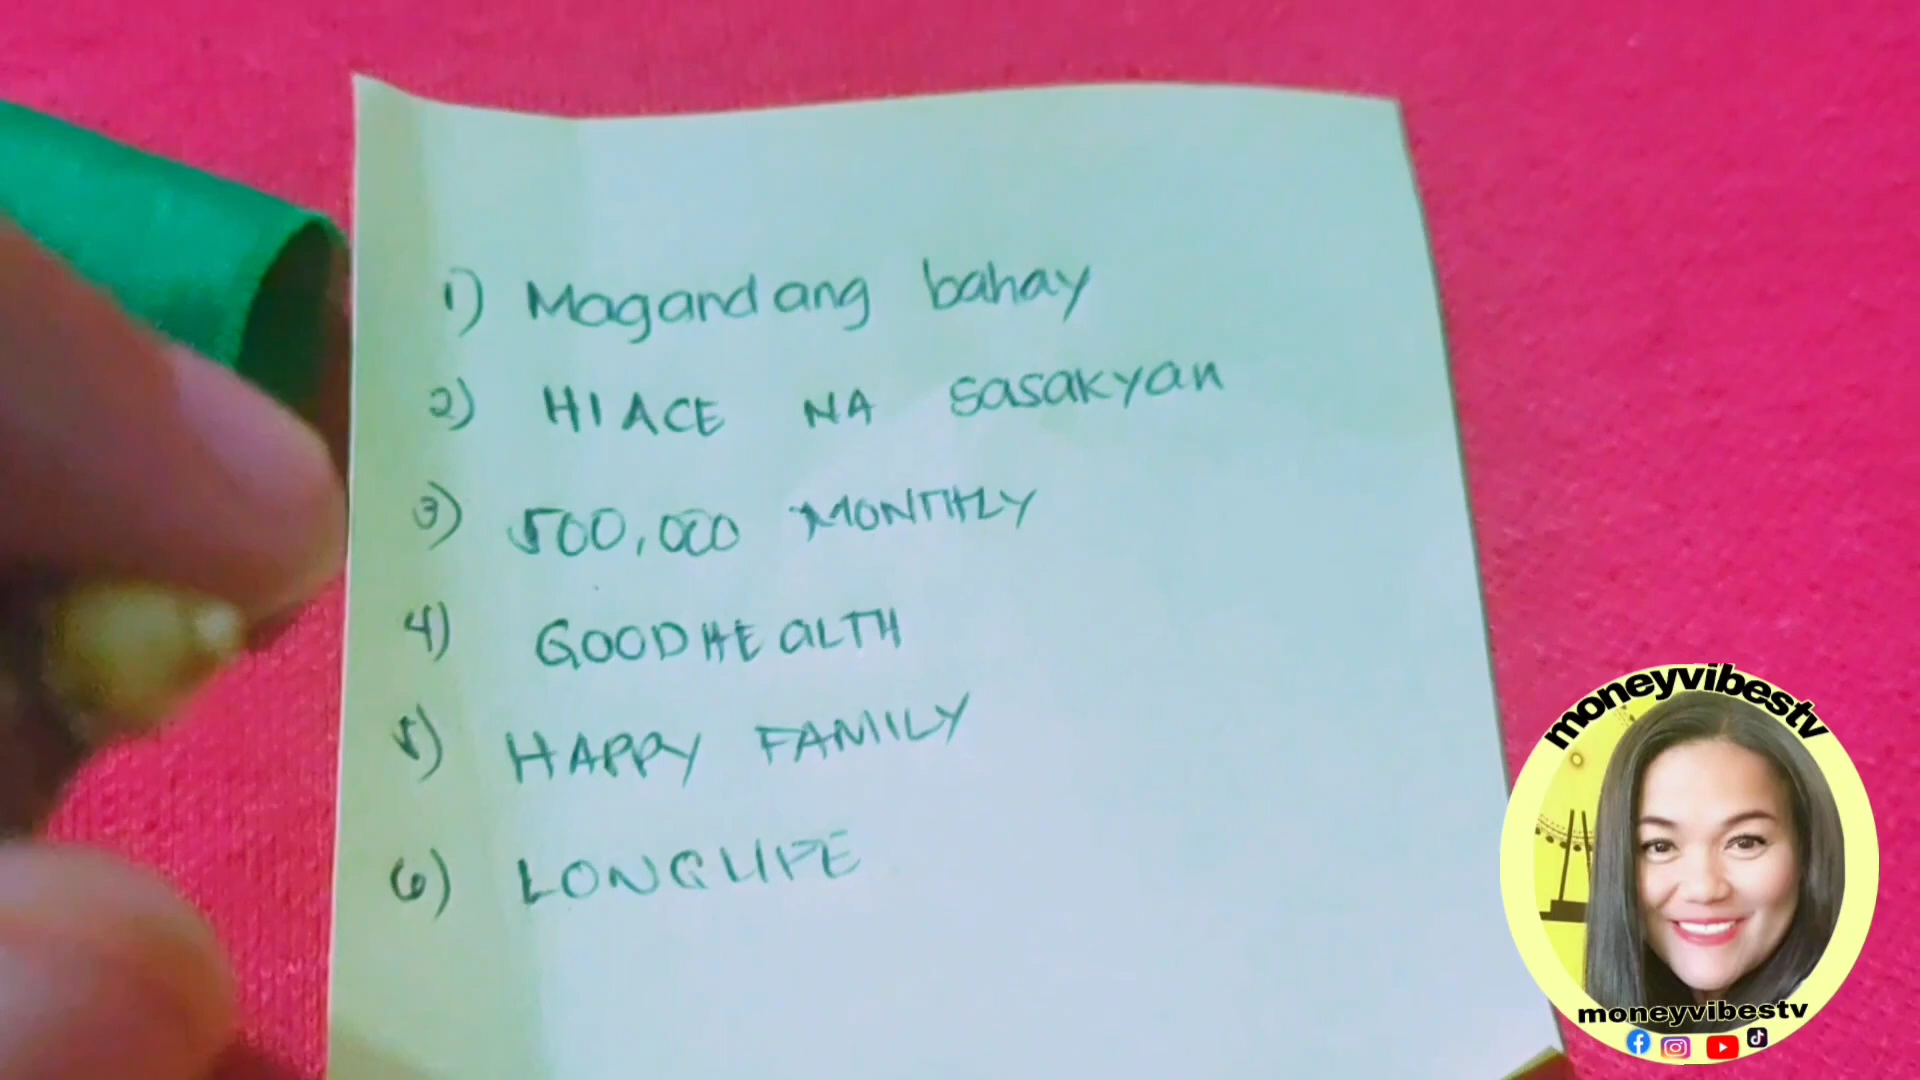 1) Magandang bahay
2) HIACE NA sasakyan
3) 500,000 MONTHLY
4) GOODHEALTH
5) HAPPY FAMILY
6) LONGLIFE
moneyvibestv
moneyvibestv